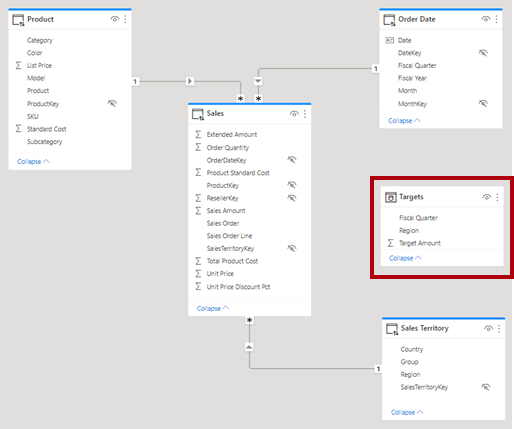 Product
Category
Color
List Price
Model
Product
ProductKey
SKU
Standard Cost
Subcategory
Collapse
1
*
*
Order Date
Date
DateKey
Fiscal Quarter
Fiscal Year
Month
MonthKey
Collapse
1
Sales
Extended Amount
Order Quantity
OrderDateKey
Product Standard Cost
ProductKey
ResellerKey
Sales Amount
Sales Order
Sales Order Line
SalesTerritoryKey
Total Product Cost
Unit Price
Unit Price Discount Pct
Collapse
*
Targets
Fiscal Quarter
Region
Target Amount
Collapse
Sales Territory
Country
Group
Region
SalesTerritoryKey
Collapse
1